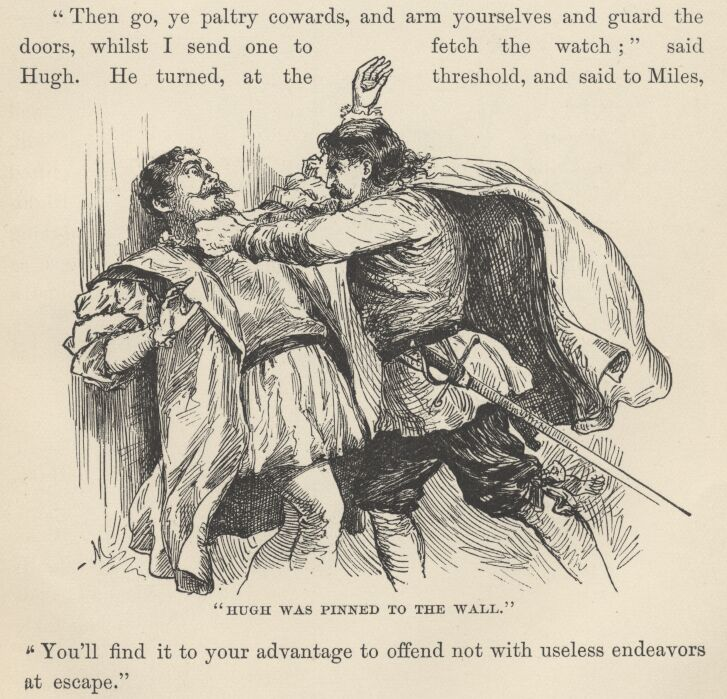 “ Then go, ye paltry cowards, and arm yourselves and guard the
doors, whilst I send one to fetch the watch ; ” said
Hugh. He turned, at the threshold, and said to Miles,
“HUGH WAS PINNED TO THE WALL.”
“ You’ll find it to your advantage to offend not with useless endeavors
at escape.”